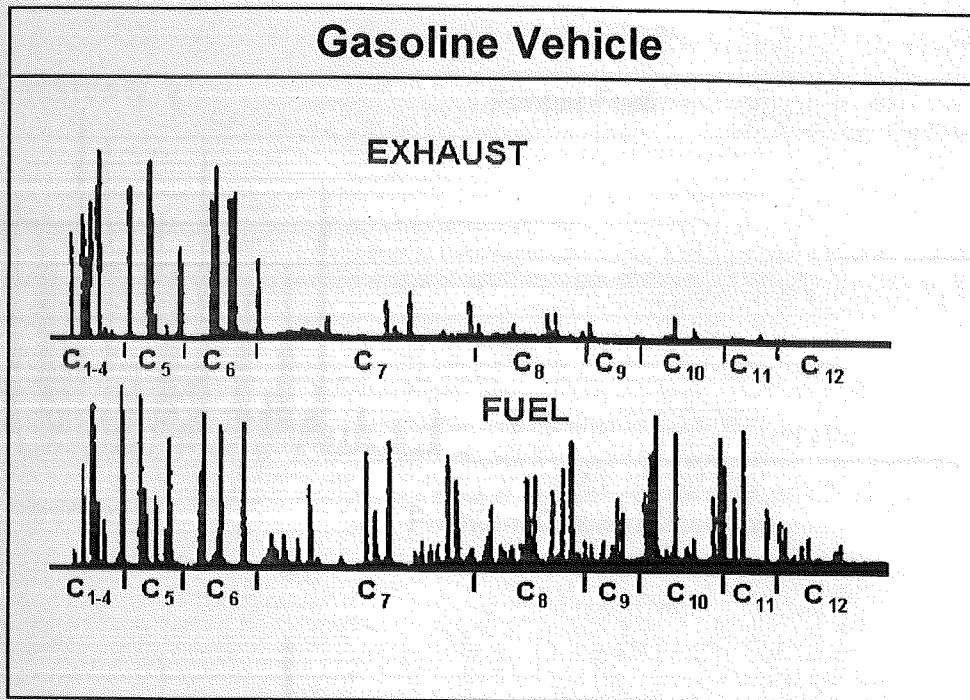 Gasoline Vehicle
EXHAUST
C1-4 C5 C6 C7 C8 C9 C10 C11 C12
FUEL
C1-4 C5 C6 C7 C8 C9 C10 C11 C12